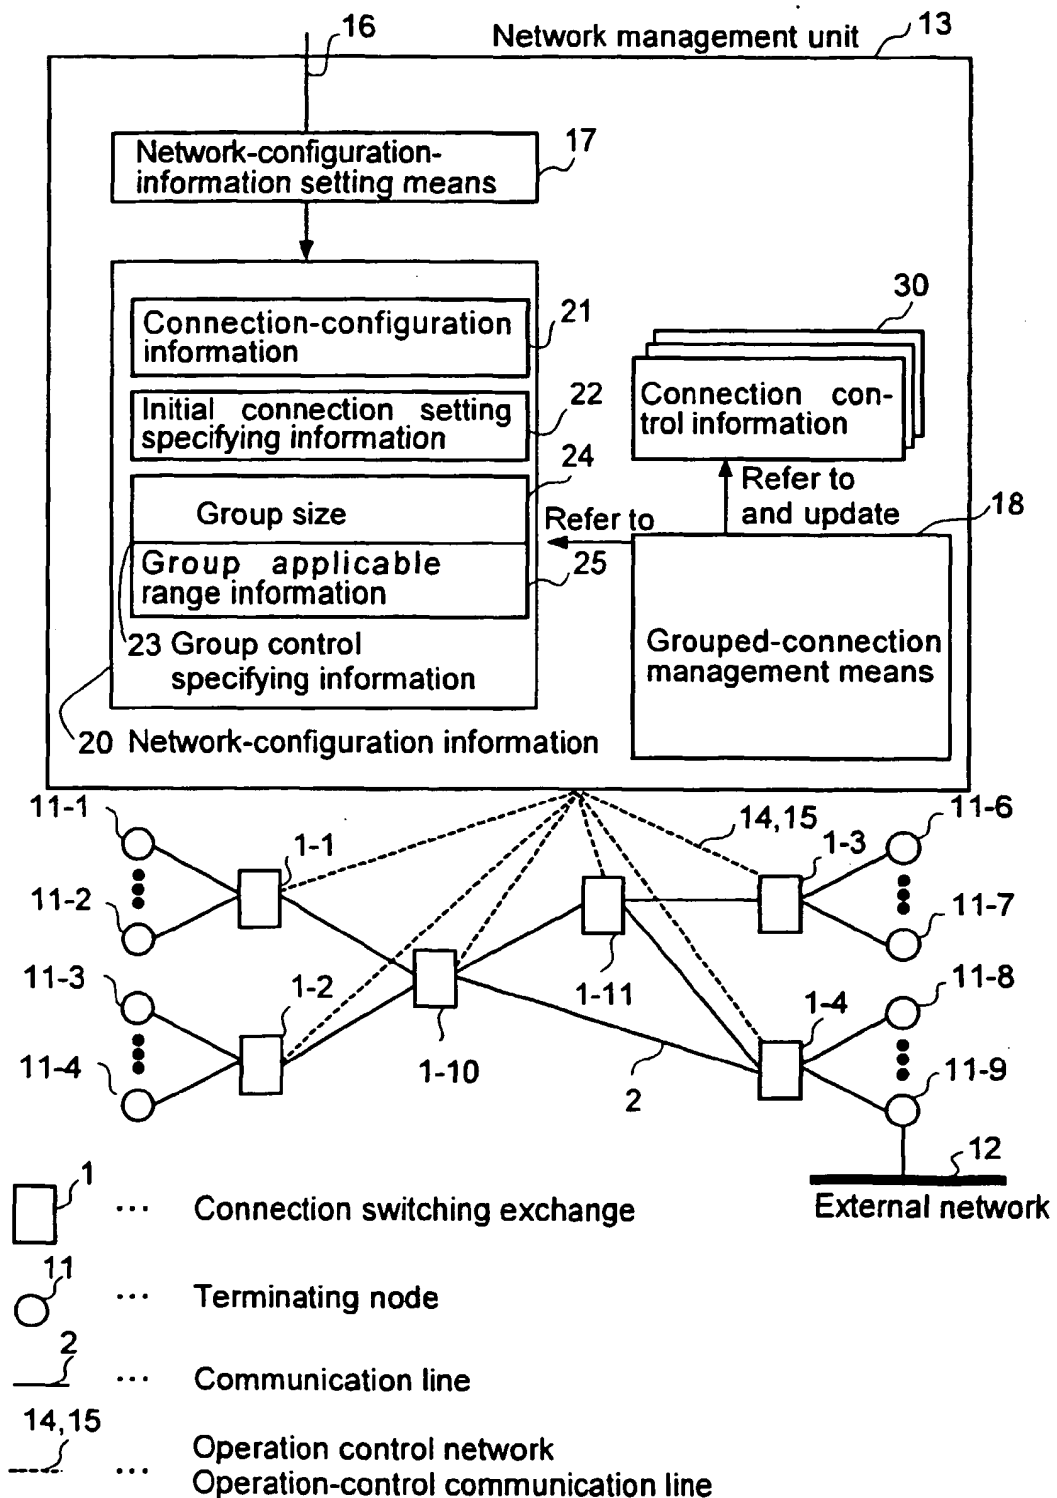 16
Network management unit
13
Network-configuration-
information setting means
17
Connection-configuration
information
21
Initial connection setting
specifying information
22
24
Group size
Group applicable
range information
25
23 Group control
specifying information
20 Network-configuration information
30
Connection con-
trol information
Refer to
and update
Refer to
18
Grouped-connection
management means
11-1
1-1
14,15
1-3
11-6
11-2
11-7
11-3
1-2
1-10
1-11
2
1-4
11-8
11-4
11-9
12
External network
1
... Connection switching exchange
11
... Terminating node
2
... Communication line
14,15
... Operation control network
Operation-control communication line